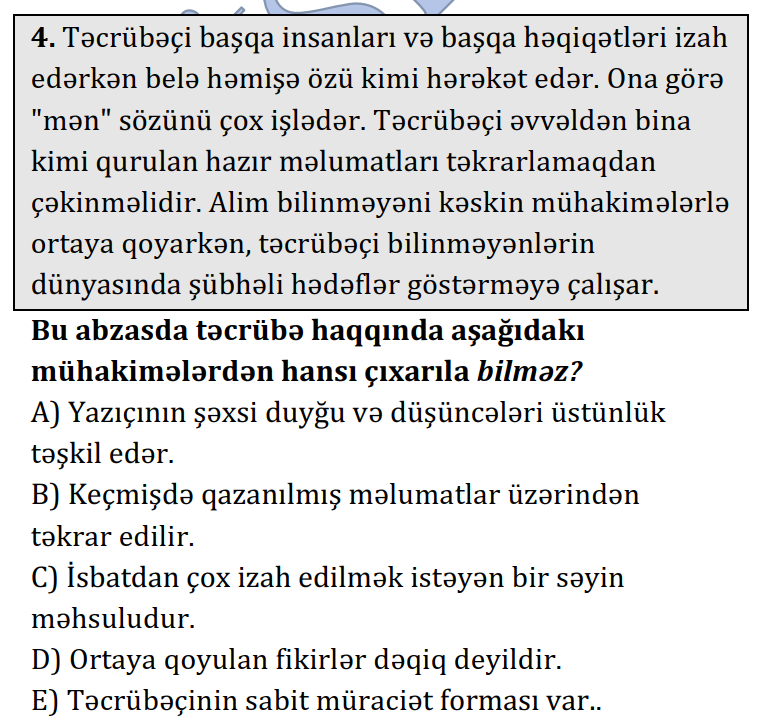 4. Təcrübəçi başqa insanları və başqa həqiqətləri izah
edərkən belə həmişə özü kimi hərəkət edər. Ona görə
"mən" sözünü çox işlədər. Təcrübəçi əvvəldən bina
kimi qurulan hazır məlumatları təkrarlamaqdan
çəkinməlidir. Alim bilinməyəni kəskin mühakimələrlə
ortaya qoyarkən, təcrübəçi bilinməyənlərin
dünyasında şübhəli hədəflər göstərməyə çalışar.
Bu abzasda təcrübə haqqında aşağıdakı
mühakimələrdən hansı çıxarıla bilməz?
A) Yazıçının şəxsi duyğu və düşüncələri üstünlük
təşkil edər.
B) Keçmişdə qazanılmış məlumatlar üzərindən
təkrar edilir.
C) İsbatdan çox izah edilmək istəyən bir səyin
məhsuludur.
D) Ortaya qoyulan fikirlər dəqiq deyildir.
E) Təcrübəçinin sabit müraciət forması var..